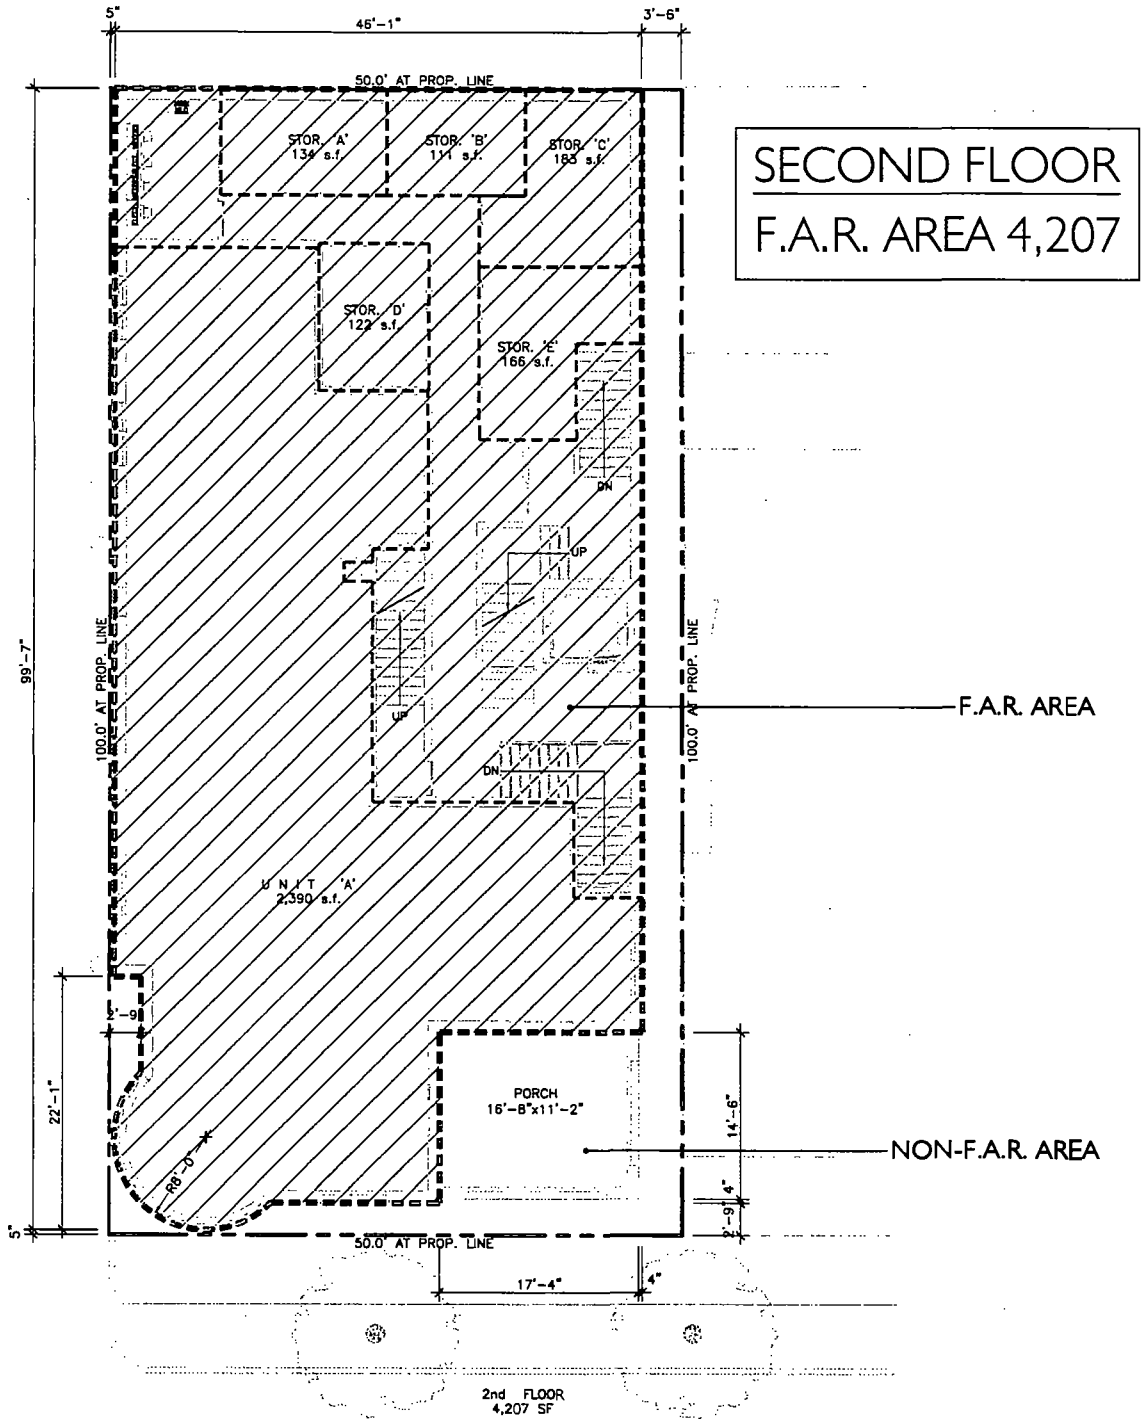 5"
46'-1"
3'-6"
50.0' AT PROP. LINE
STOR. 'A'
134 s.f.
STOR. 'B'
111 s.f.
STOR. 'C'
183 s.f.
SECOND FLOOR
F.A.R. AREA 4,207
STOR. 'D'
122 s.f.
STOR. 'E'
166 s.f.
DN
UP
99'-7"
100.0' AT PROP. LINE
100.0' AT PROP. LINE
F.A.R. AREA
UP
DN
UNIT 'A'
2,390 s.f.
2'-9
22'-1"
PORCH
16'-8"x11'-2"
14'-6"
R8'-0"
NON-F.A.R. AREA
4"
2'-9"
5"
50.0' AT PROP. LINE
17'-4"
4"
2nd FLOOR
4,207 SF